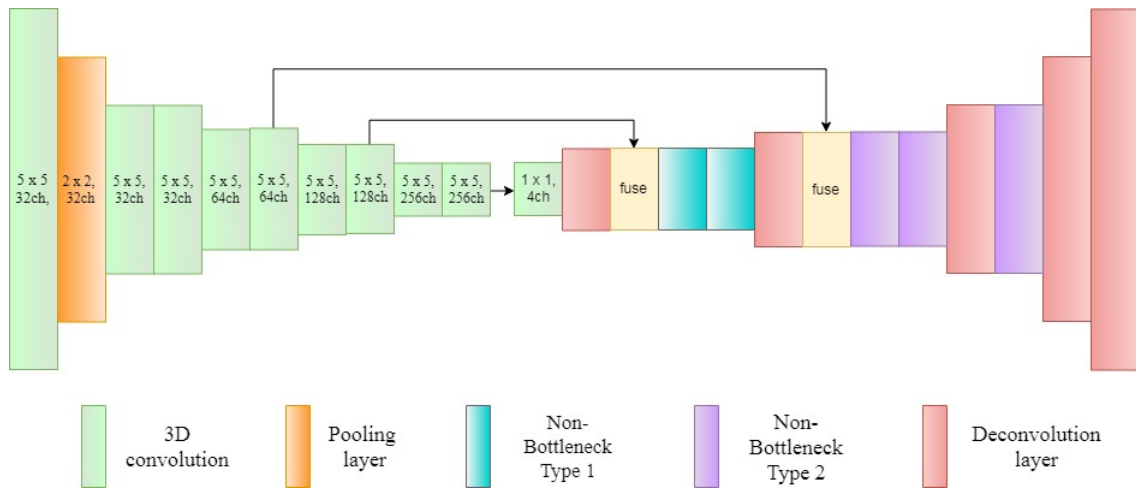 5 x 5
32ch,
2 x 2,
32ch
5 x 5,
32ch
5 x 5,
32ch
5 x 5,
64ch
5 x 5,
64ch
5 x 5,
128ch
5 x 5,
128ch
5 x 5,
256ch
5 x 5,
256ch
1 x 1,
4ch
fuse
fuse
3D
convolution
Pooling
layer
Non-
Bottleneck
Type 1
Non-
Bottleneck
Type 2
Deconvolution
layer